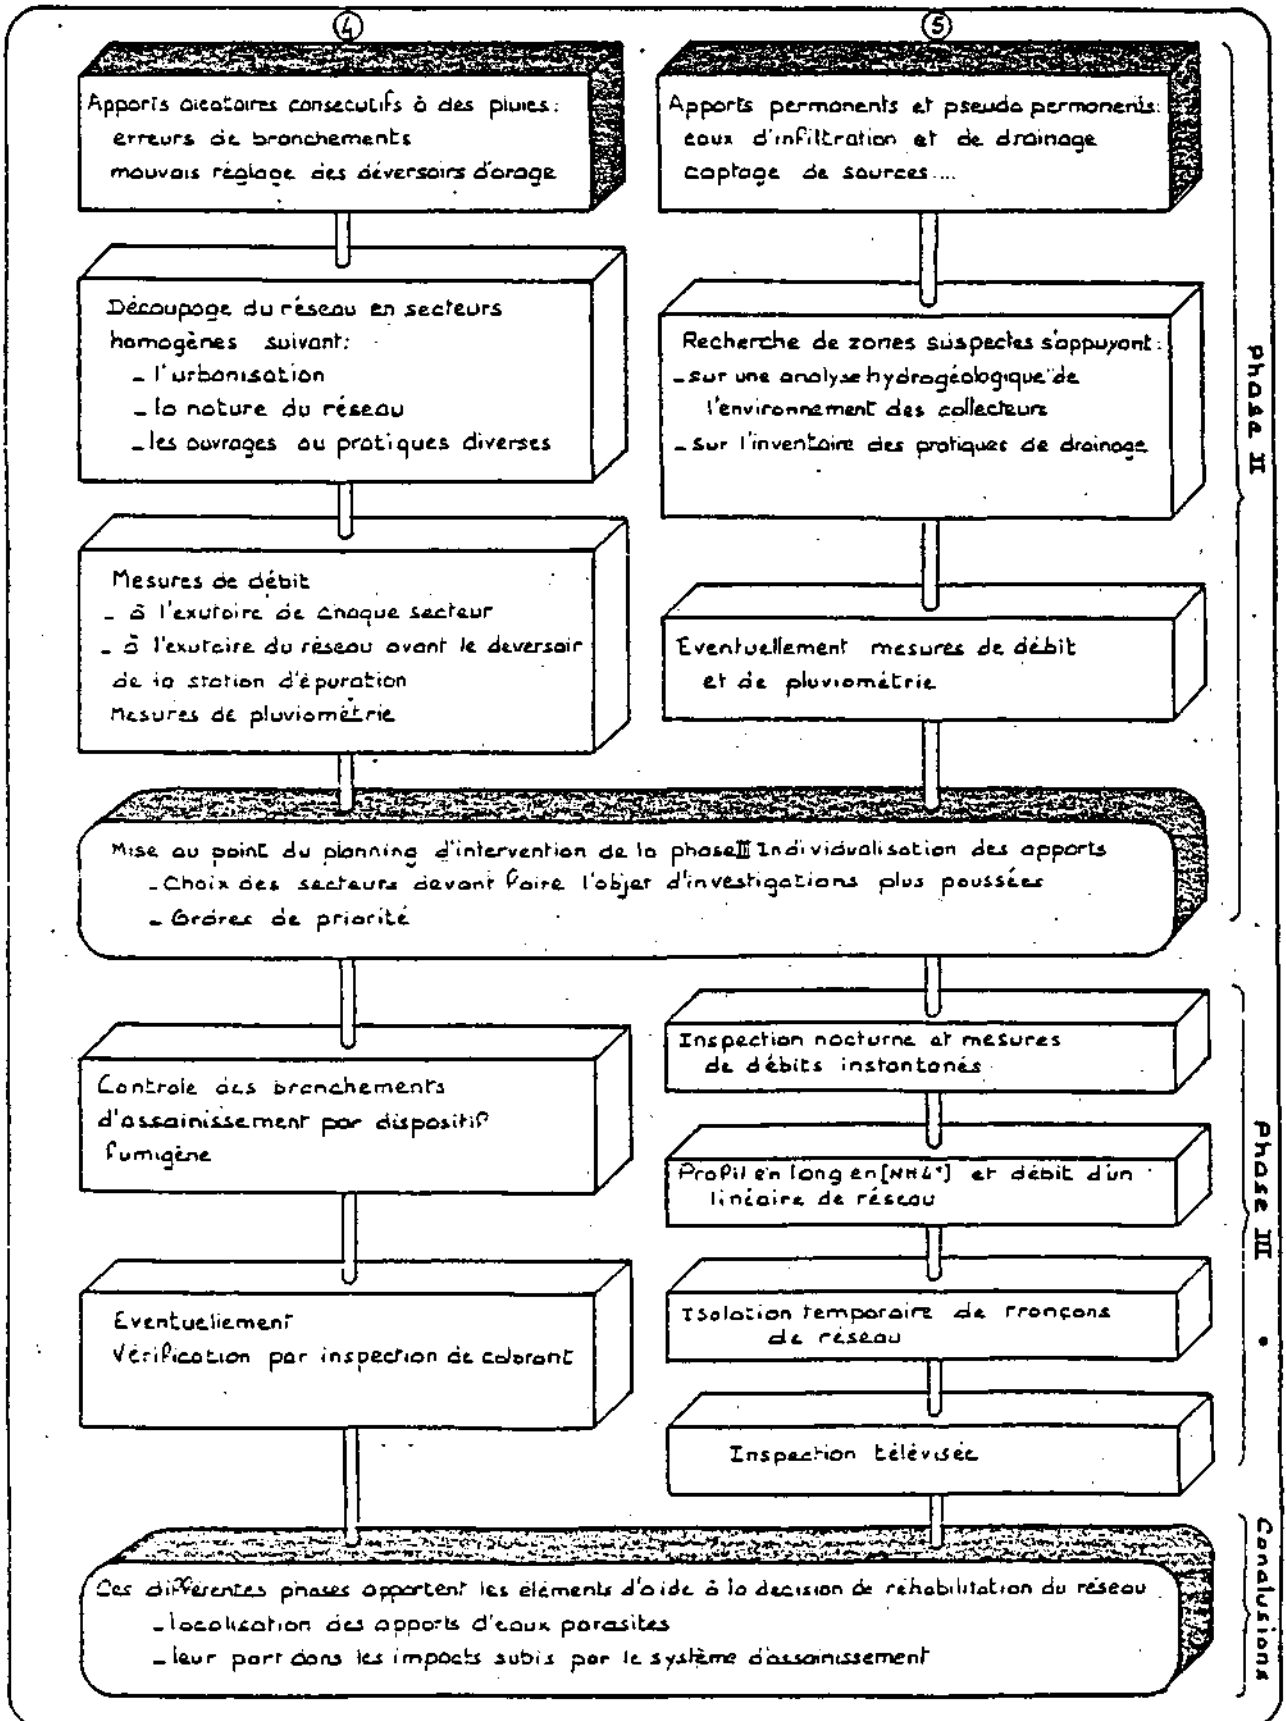 4
Apports aleatoires consecutifs à des pluies:
erreurs de branchements
mauvais réglage des déversoirs d'orage
Découpage du réseau en secteurs
homogènes suivant:
- l'urbanisation
- la nature du réseau
- les ouvrages ou pratiques diverses
Mesures de débit
- à l'exutoire de chaque secteur
- à l'exutoire du réseau avant le deversoir
de la station d'épuration
Mesures de pluviométrie
5
Apports permanents et pseudo permanents:
eaux d'infiltration et de drainage
captage de sources....
Recherche de zones suspectes s'appuyant:
- sur une analyse hydrogéologique de
l'environnement des collecteurs
- sur l'inventaire des pratiques de drainage
Eventuellement mesures de débit
et de pluviométrie
Phase II
Mise au point du planning d'intervention de la phase III Individualisation des apports
- Choix des secteurs devant faire l'objet d'investigations plus poussées
- Ordres de priorité
Controle des branchements
d'assainissement par dispositif
fumigène
Eventuellement
Vérification par inspection de colorant
Inspection nocturne et mesures
de débits instantanés
Profil en long en [NH4+] et débit d'un
linéaire de réseau
Isolation temporaire de tronçons
de réseau
Inspection télévisée
Phase III
Ces différentes phases apportent les éléments d'aide à la decision de réhabilitation du réseau
- localisation des apports d'eaux parasites
- leur part dans les impacts subis par le système d'assainissement
Conclusions